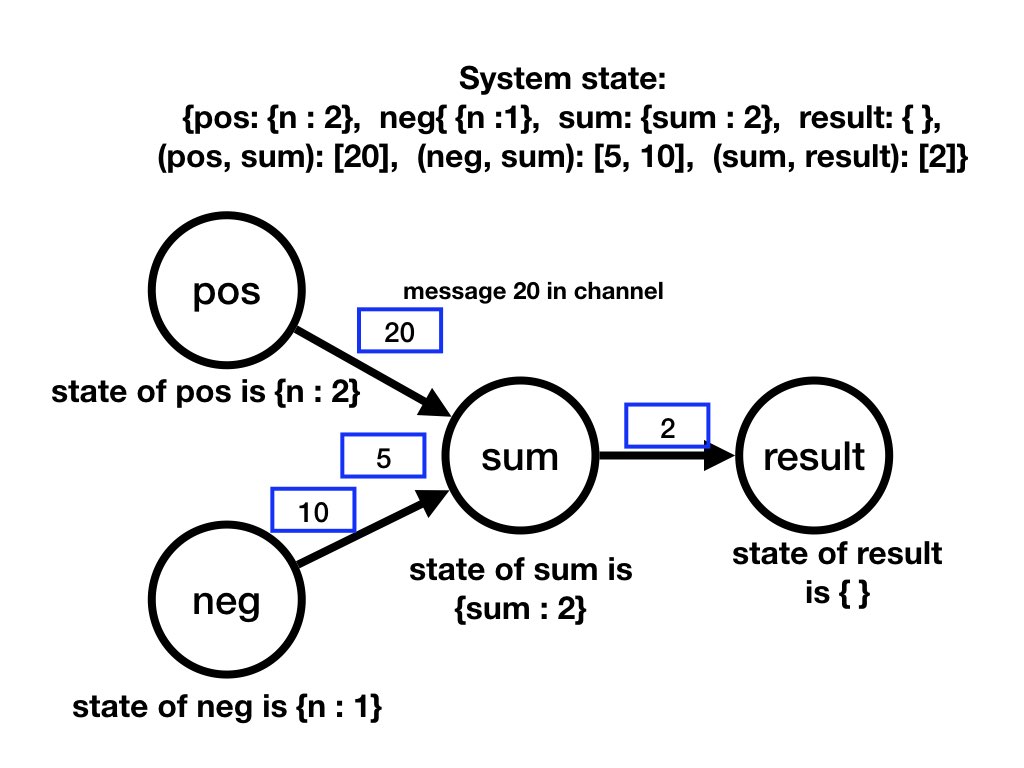 System state:
{pos: {n : 2},  neg{ {n :1},  sum: {sum : 2},  result: { },
(pos, sum): [20],  (neg, sum): [5, 10],  (sum, result): [2]}
pos
message 20 in channel
20
state of pos is {n : 2}
2
5
sum
result
10
state of result
is { }
state of sum is
{sum : 2}
neg
state of neg is {n : 1}